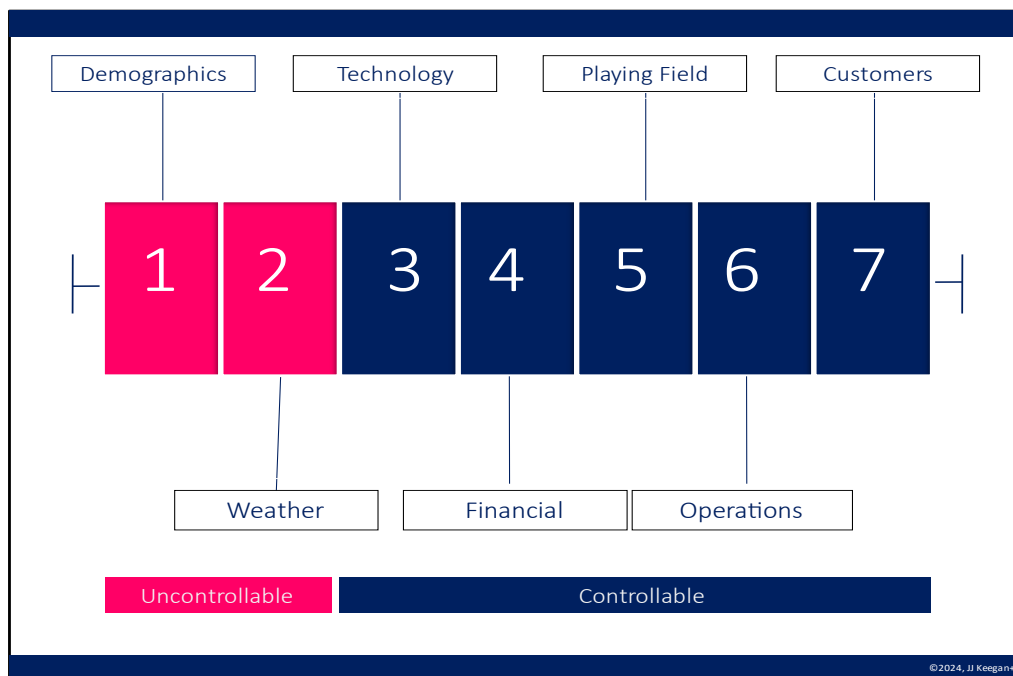 Demographics
Technology
Playing Field
Customers
1
2
3
4
5
6
7
Weather
Financial
Operations
Uncontrollable
Controllable
©2024, JJ Keegan+